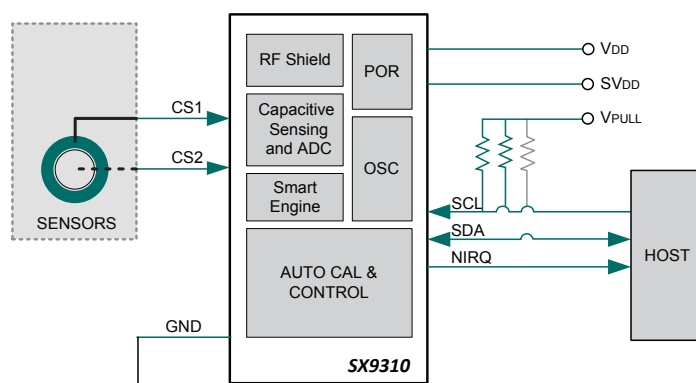 CS1
CS2
SENSORS
GND
RF Shield
POR
Capacitive
Sensing
and ADC
OSC
Smart
Engine
AUTO CAL &
CONTROL
SX9310
VDD
SVDD
VPULL
SCL
SDA
NIRQ
HOST